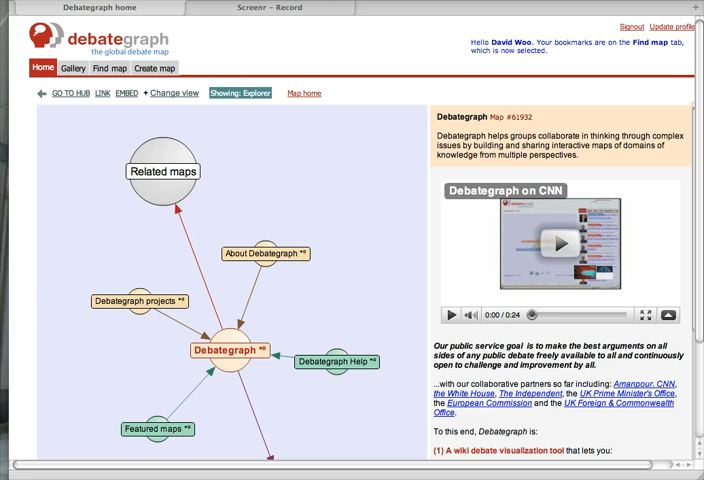 Debategraph home
Screenr - Record
debategraph
the global debate map
Signout Update profile
Hello David Woo. Your bookmarks are on the Find map tab,
which is now selected.
Home Gallery Find map Create map
GO TO HUB LINK EMBED + Change view Showing: Explorer Map home
Related maps
About Debategraph
Debategraph projects
Debategraph
Debategraph Help
Featured maps
Debategraph Map #61932
Debategraph helps groups collaborate in thinking through complex
issues by building and sharing interactive maps of domains of
knowledge from multiple perspectives.
Debategraph on CNN
0:00 / 0:24
Our public service goal is to make the best arguments on all
sides of any public debate freely available to all and continuously
open to challenge and improvement by all.
...with our collaborative partners so far including: Amanpour. CNN,
the White House, The Independent, the UK Prime Minister's Office,
the European Commission and the UK Foreign & Commonwealth
Office.
To this end, Debategraph is:
(1) A wiki debate visualization tool that lets you: